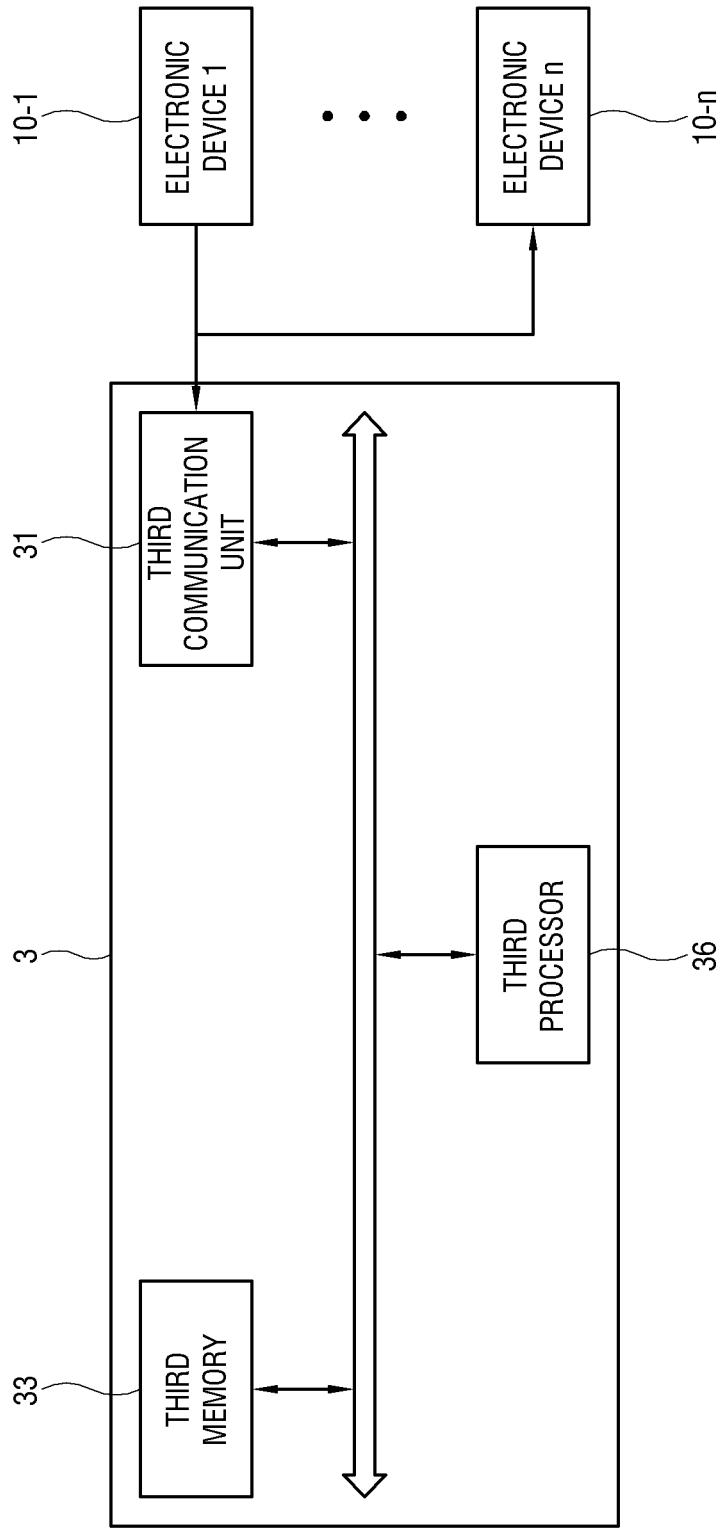 33
3
31
10-1
THIRD
MEMORY
THIRD
COMMUNICATION
UNIT
ELECTRONIC
DEVICE 1
THIRD
PROCESSOR
ELECTRONIC
DEVICE n
36
10-n